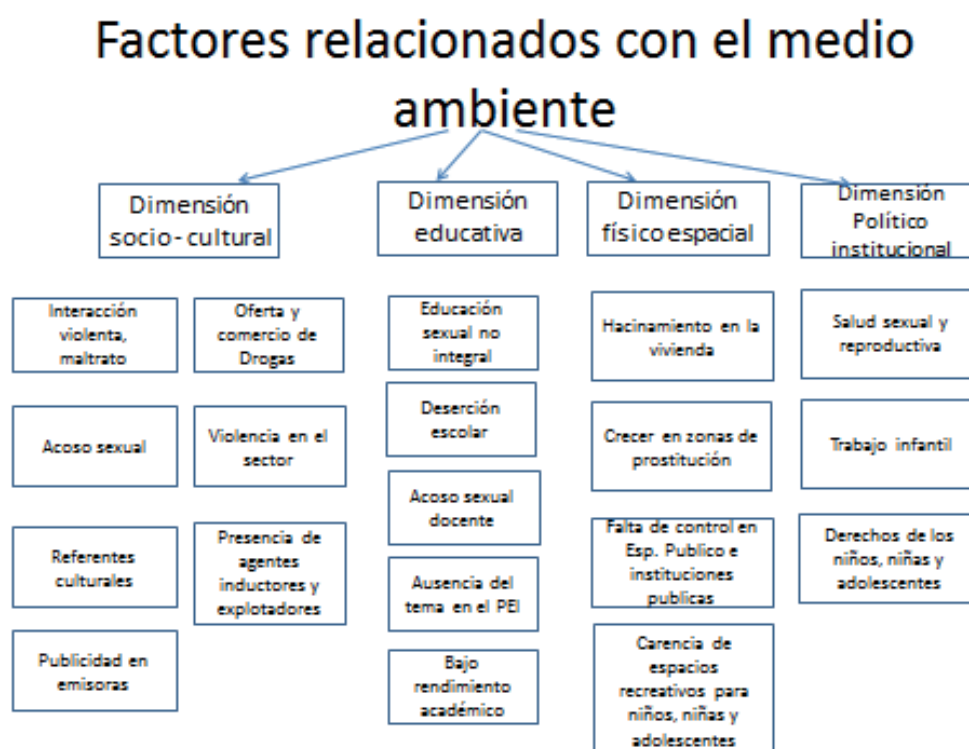 Factores relacionados con el medio
ambiente
Dimensión
socio - cultural
Interacción
violenta,
maltrato
Acoso sexual
Referentes
culturales
Publicidad en
emisoras
Oferta y
comercio de
Drogas
Violencia en el
sector
Presencia de
agentes
inductores y
explotadores
Dimensión
educativa
Educación
sexual no
integral
Deserción
escolar
Acoso sexual
docente
Ausencia del
tema en el PEI
Bajo
rendimiento
académico
Dimensión
físico espacial
Hacinamiento en la
vivienda
Crecer en zonas de
prostitución
Falta de control en
Esp. Publico e
instituciones
publicas
Carencia de
espacios
recreativos para
niños, niñas y
adolescentes
Dimensión
Político
institucional
Salud sexual y
reproductiva
Trabajo infantil
Derechos de los
niños, niñas y
adolescentes